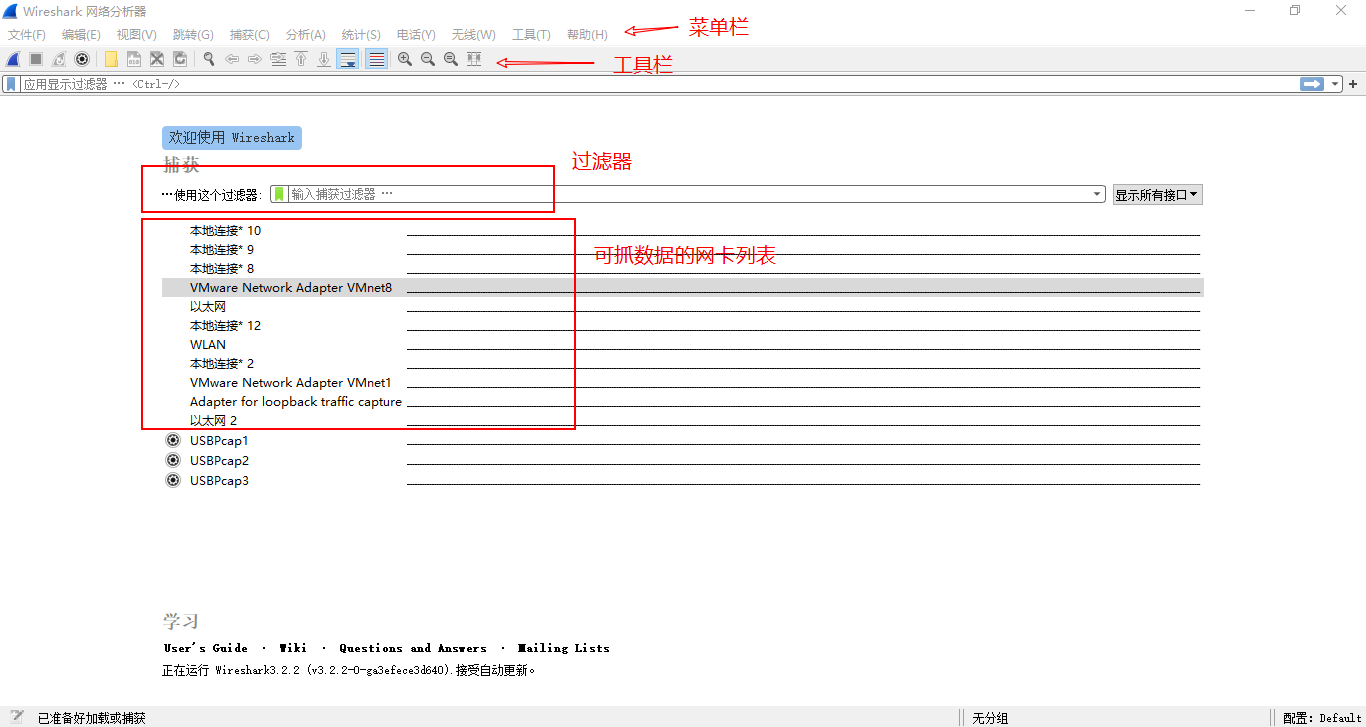 Wireshark 网络分析器
文件(F) 编辑(E) 视图(V) 跳转(G) 捕获(C) 分析(A) 统计(S) 电话(Y) 无线(W) 工具(T) 帮助(H) 菜单栏
工具栏
应用显示过滤器 … <Ctrl-/>
欢迎使用 Wireshark
捕获
过滤器
…使用这个过滤器: 输入捕获过滤器 … 显示所有接口
本地连接* 10
本地连接* 9
可抓数据的网卡列表
本地连接* 8
VMware Network Adapter VMnet8
以太网
本地连接* 12
WLAN
本地连接* 2
VMware Network Adapter VMnet1
Adapter for loopback traffic capture
以太网 2
USBPcap1
USBPcap2
USBPcap3
学习
User's Guide · Wiki · Questions and Answers · Mailing Lists
正在运行 Wireshark3.2.2 (v3.2.2-0-ga3efece3d640).接受自动更新。
已准备好加载或捕获 无分组 配置: Default